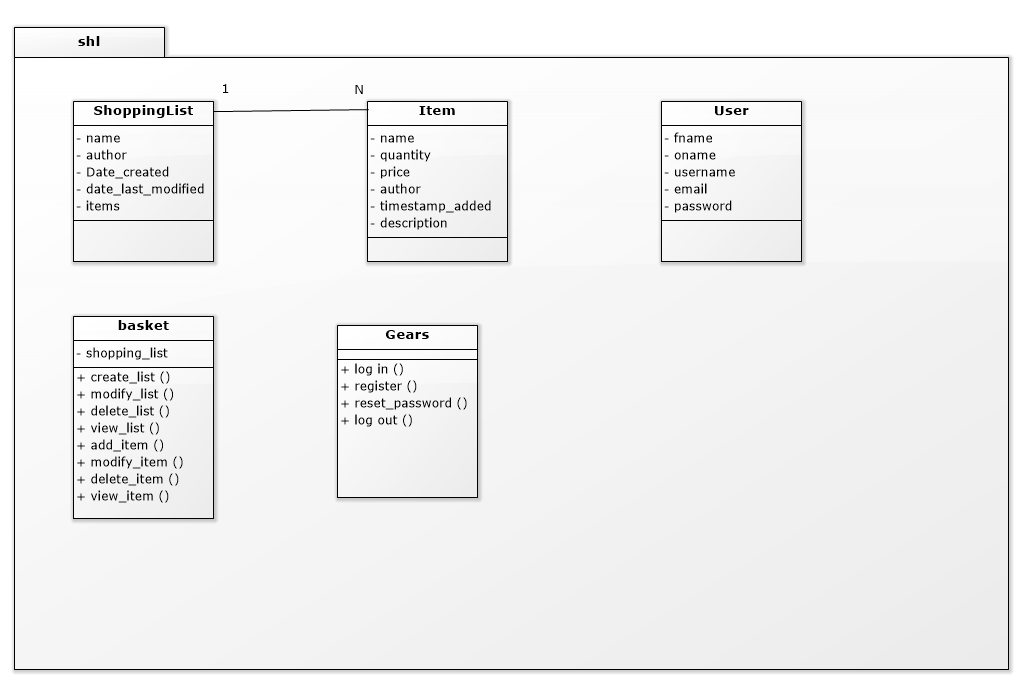 shl
1 N
ShoppingList
- name
- author
- Date_created
- date_last_modified
- items
Item
- name
- quantity
- price
- author
- timestamp_added
- description
User
- fname
- oname
- username
- email
- password
basket
- shopping_list
+ create_list ()
+ modify_list ()
+ delete_list ()
+ view_list ()
+ add_item ()
+ modify_item ()
+ delete_item ()
+ view_item ()
Gears
+ log in ()
+ register ()
+ reset_password ()
+ log out ()